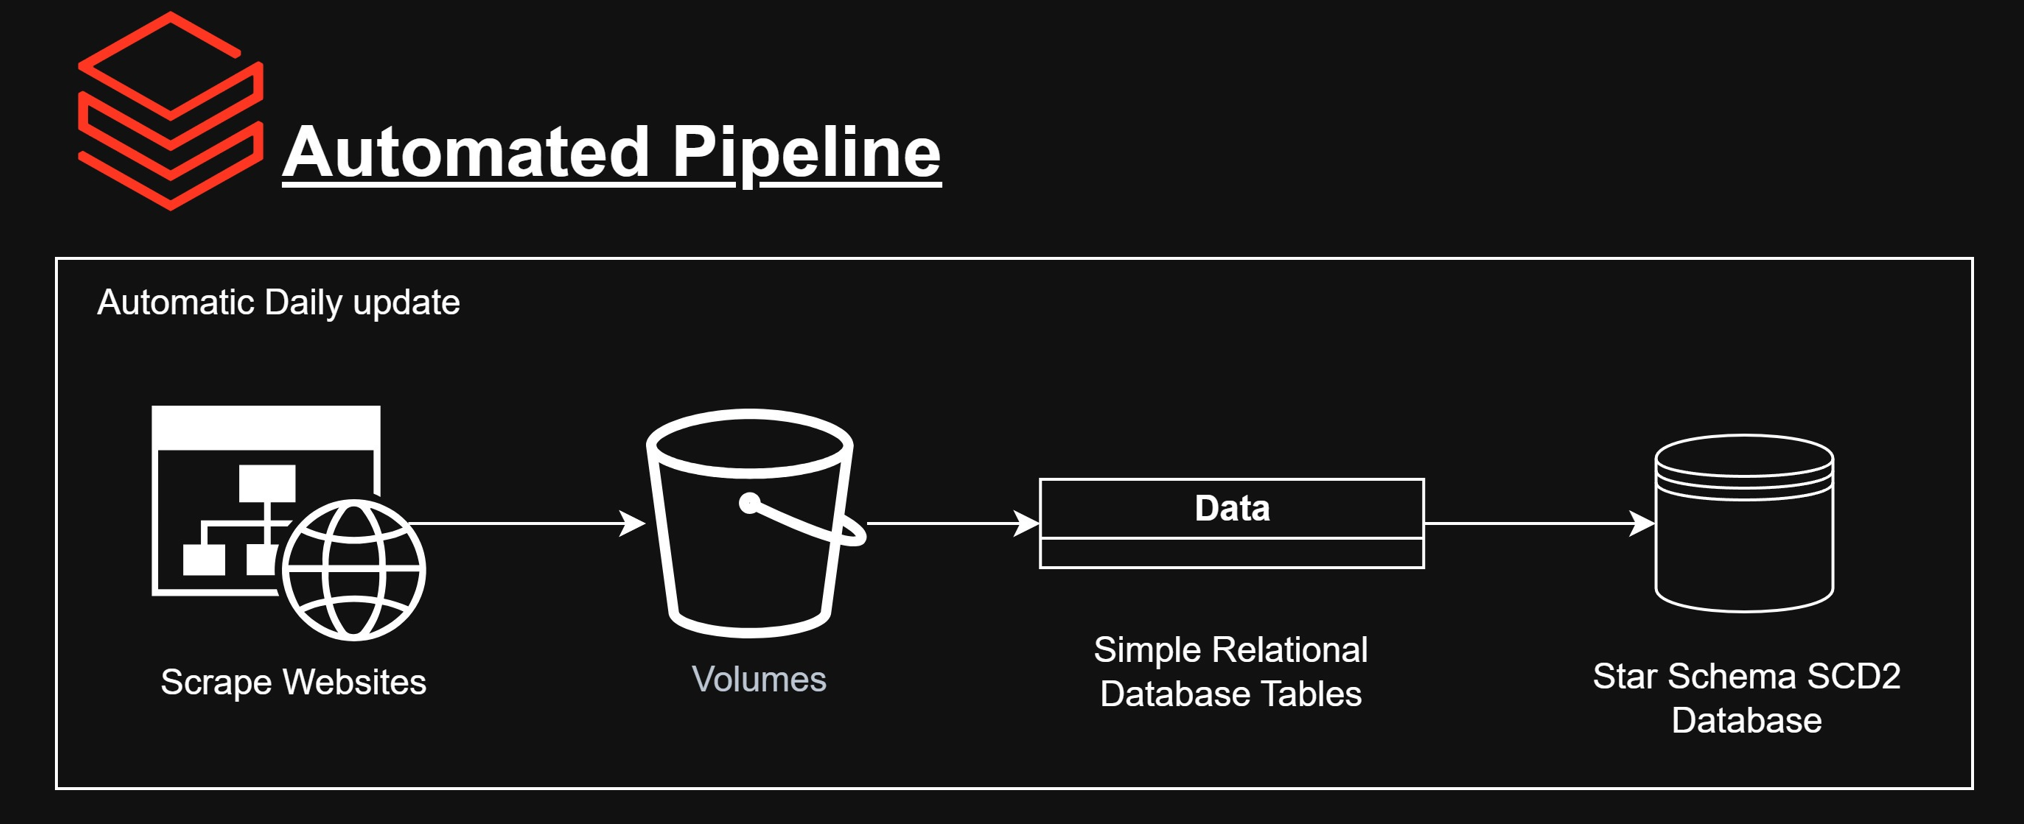 Automated Pipeline
Automatic Daily update
Data
Scrape Websites
Volumes
Simple Relational
Database Tables
Star Schema SCD2
Database